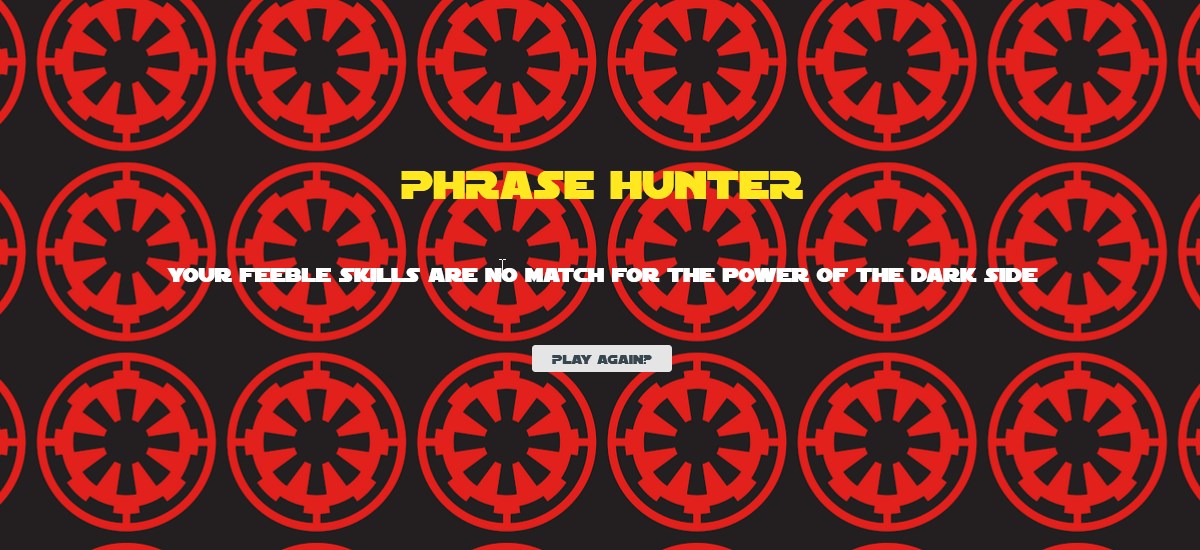 PHRASE HUNTER
YOUR FEEBLE SKILLS ARE NO MATCH FOR THE POWER OF THE DARK SIDE
PLAY AGAIN?